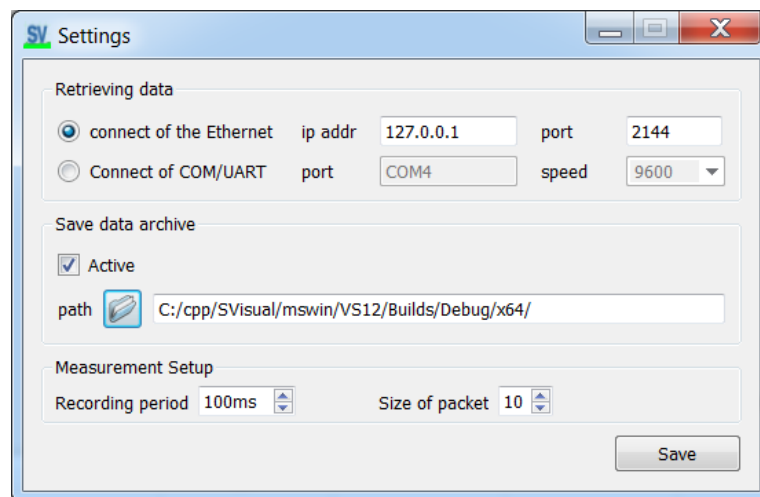 SV Settings
Retrieving data
connect of the Ethernet ip addr 127.0.0.1 port 2144
Connect of COM/UART port COM4 speed 9600
Save data archive
Active
path C:/cpp/SVisual/mswin/VS12/Builds/Debug/x64/
Measurement Setup
Recording period 100ms Size of packet 10
Save